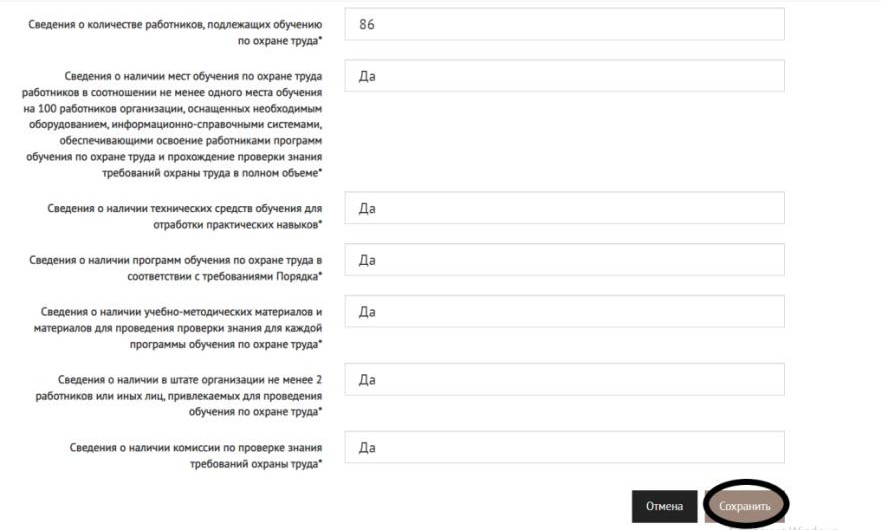 Сведения о количестве работников, подлежащих обучению
по охране труда*
86
Сведения о наличии мест обучения по охране труда
работников в соотношении не менее одного места обучения
на 100 работников организации, оснащенных необходимым
оборудованием, информационно-справочными системами,
обеспечивающими освоение работниками программ
обучения по охране труда и прохождение проверки знания
требований охраны труда в полном объеме*
Да
Сведения о наличии технических средств обучения для
отработки практических навыков*
Да
Сведения о наличии программ обучения по охране труда в
соответствии с требованиями Порядка*
Да
Сведения о наличии учебно-методических материалов и
материалов для проведения проверки знания для каждой
программы обучения по охране труда*
Да
Сведения о наличии в штате организации не менее 2
работников или иных лиц, привлекаемых для проведения
обучения по охране труда*
Да
Сведения о наличии комиссии по проверке знания
требований охраны труда*
Да
Отмена
Сохранить